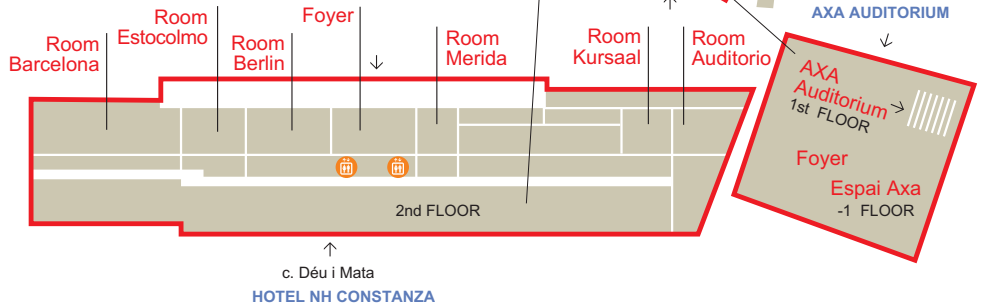 AXA AUDITORIUM
Room
Barcelona
Room
Estocolmo
Room
Berlin
Foyer
Room
Merida
Room
Kursaal
Room
Auditorio
AXA
Auditorium
1st FLOOR
Foyer
Espai Axa
-1 FLOOR
2nd FLOOR
c. Déu i Mata
HOTEL NH CONSTANZA